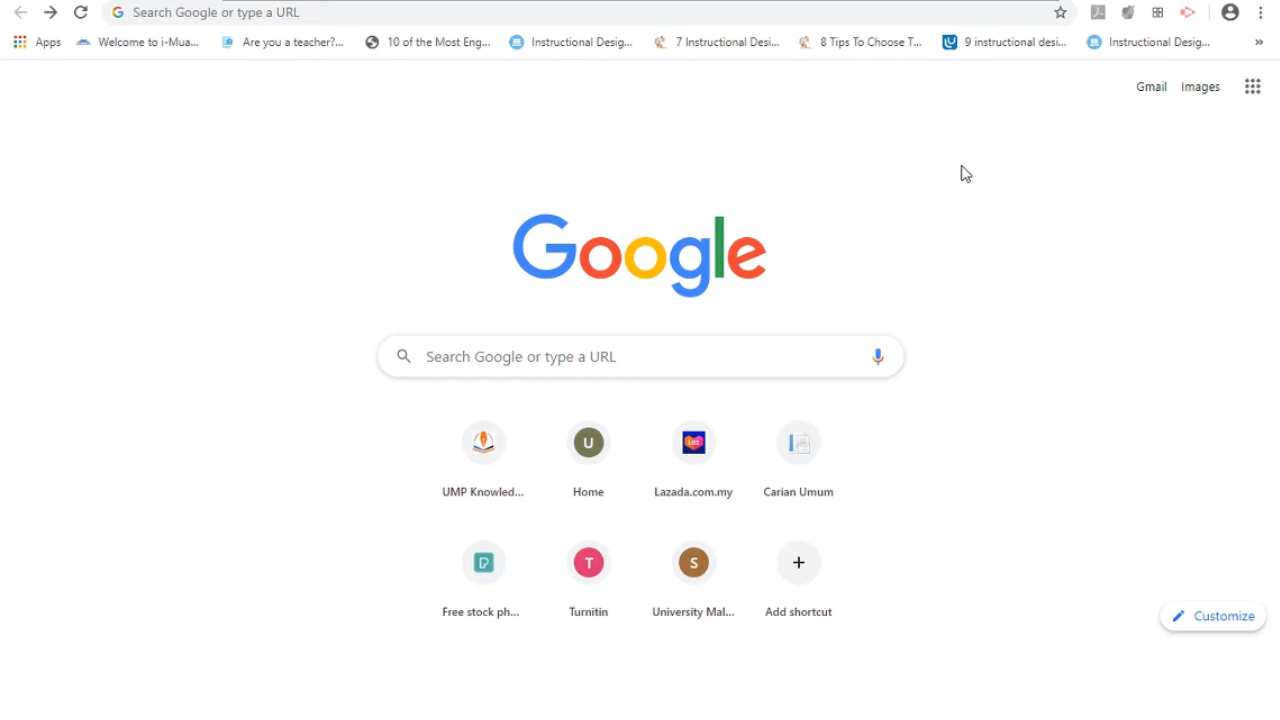 Search Google or type a URL
Apps Welcome to i-Mua... Are you a teacher?... 10 of the Most Eng... Instructional Desig... 7 Instructional Desi... 8 Tips To Choose T... 9 instructional desi... Instructional Desig... »
Gmail Images
Google
Search Google or type a URL
U
Laz
UMP Knowled... Home Lazada.com.my Carian Umum
T S
Free stock ph... Turnitin University Mal... Add shortcut
Customize